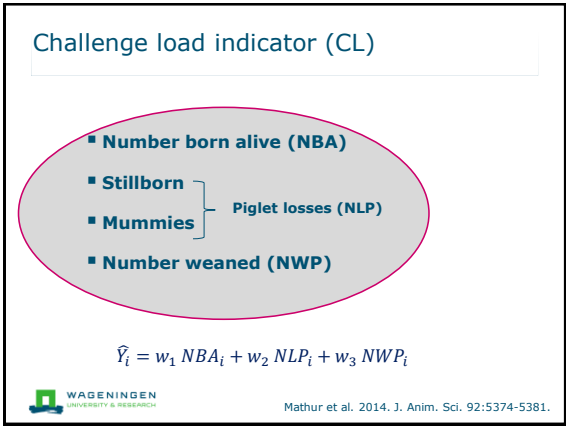 Challenge load indicator (CL)
▪ Number born alive (NBA)
▪ Stillborn
Piglet losses (NLP)
▪ Mummies
▪ Number weaned (NWP)
Ŷᵢ = w₁ NBAᵢ + w₂ NLPᵢ + w₃ NWPᵢ
WAGENINGEN
UNIVERSITY & RESEARCH
Mathur et al. 2014. J. Anim. Sci. 92:5374-5381.